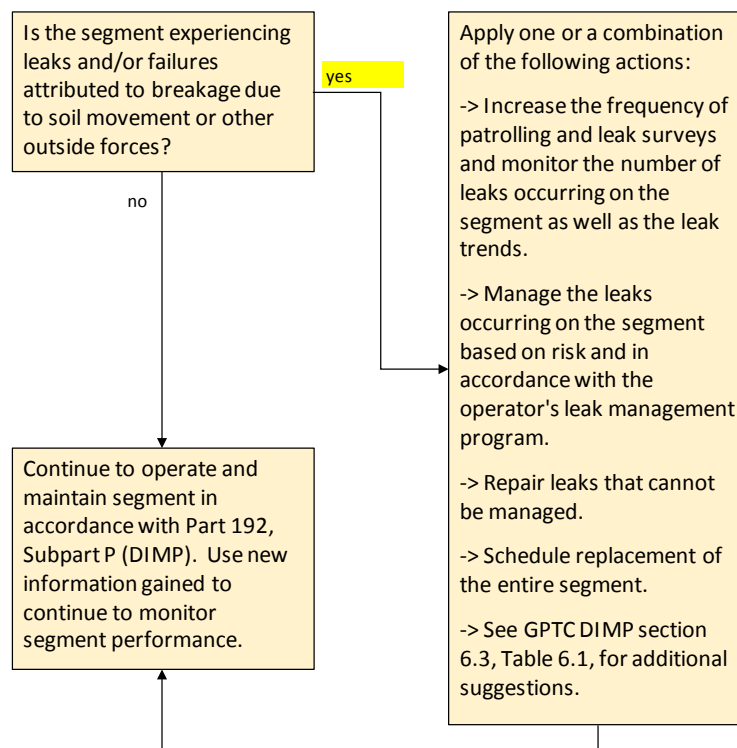 Is the segment experiencing
leaks and/or failures
attributed to breakage due
to soil movement or other
outside forces?
yes
no
Apply one or a combination
of the following actions:
-> Increase the frequency of
patrolling and leak surveys
and monitor the number of
leaks occurring on the
segment as well as the leak
trends.
-> Manage the leaks
occurring on the segment
based on risk and in
accordance with the
operator's leak management
program.
-> Repair leaks that cannot
be managed.
-> Schedule replacement of
the entire segment.
-> See GPTC DIMP section
6.3, Table 6.1, for additional
suggestions.
Continue to operate and
maintain segment in
accordance with Part 192,
Subpart P (DIMP).  Use new
information gained to
continue to monitor
segment performance.